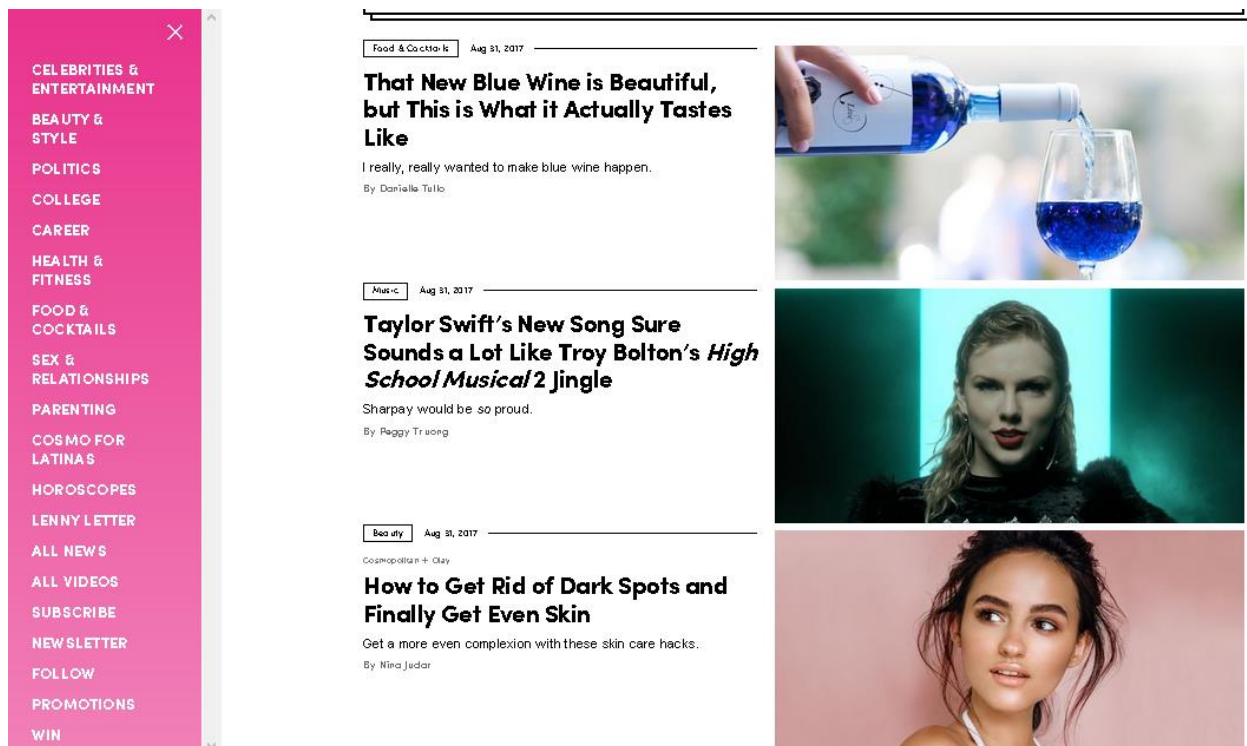 CELEBRITIES &
ENTERTAINMENT
BEAUTY &
STYLE
POLITICS
COLLEGE
CAREER
HEALTH &
FITNESS
FOOD &
COCKTAILS
SEX &
RELATIONSHIPS
PARENTING
COSMO FOR
LATINAS
HOROSCOPES
LENNY LETTER
ALL NEWS
ALL VIDEOS
SUBSCRIBE
NEWSLETTER
FOLLOW
PROMOTIONS
WIN
Food & Cocktails Aug 31, 2017
That New Blue Wine is Beautiful,
but This is What it Actually Tastes
Like
I really, really wanted to make blue wine happen.
By Danielle Tullo
Music Aug 31, 2017
Taylor Swift's New Song Sure
Sounds a Lot Like Troy Bolton's High
School Musical 2 Jingle
Sharpay would be so proud.
By Peggy Truong
Beauty Aug 31, 2017
Cosmopolitan + Olay
How to Get Rid of Dark Spots and
Finally Get Even Skin
Get a more even complexion with these skin care hacks.
By Nina Judar